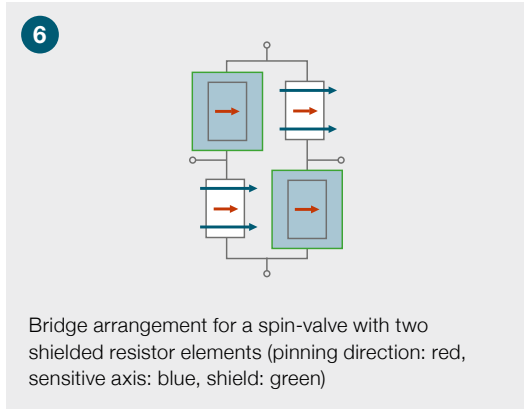 6
Bridge arrangement for a spin-valve with two
shielded resistor elements (pinning direction: red,
sensitive axis: blue, shield: green)